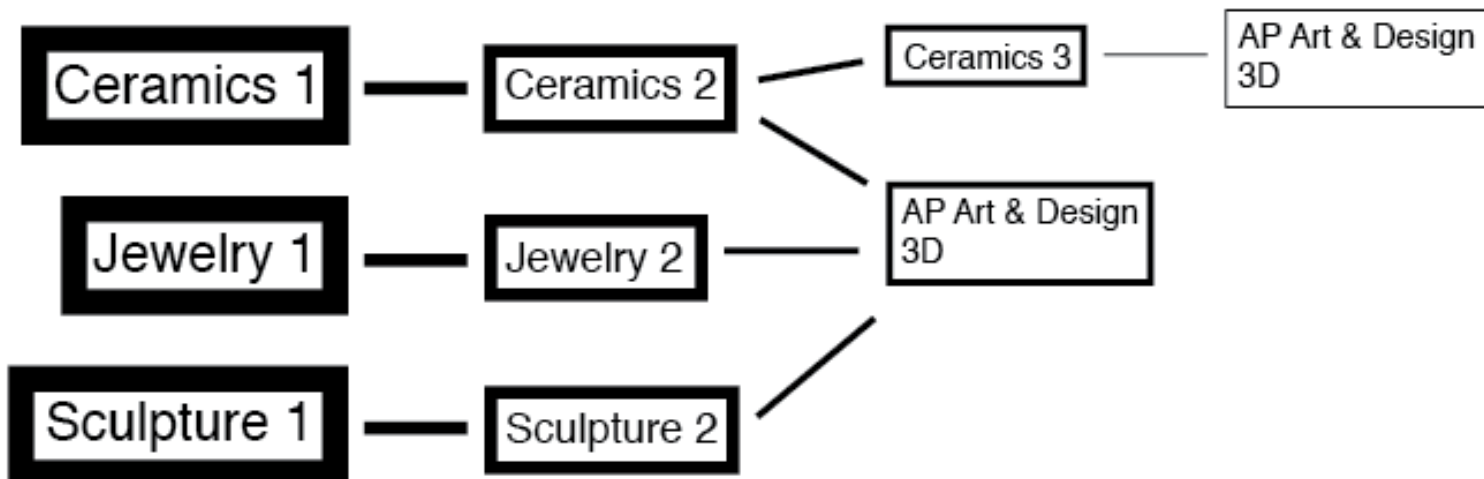 Ceramics 1
Ceramics 2
Ceramics 3
AP Art & Design
3D
Jewelry 1
Jewelry 2
AP Art & Design
3D
Sculpture 1
Sculpture 2